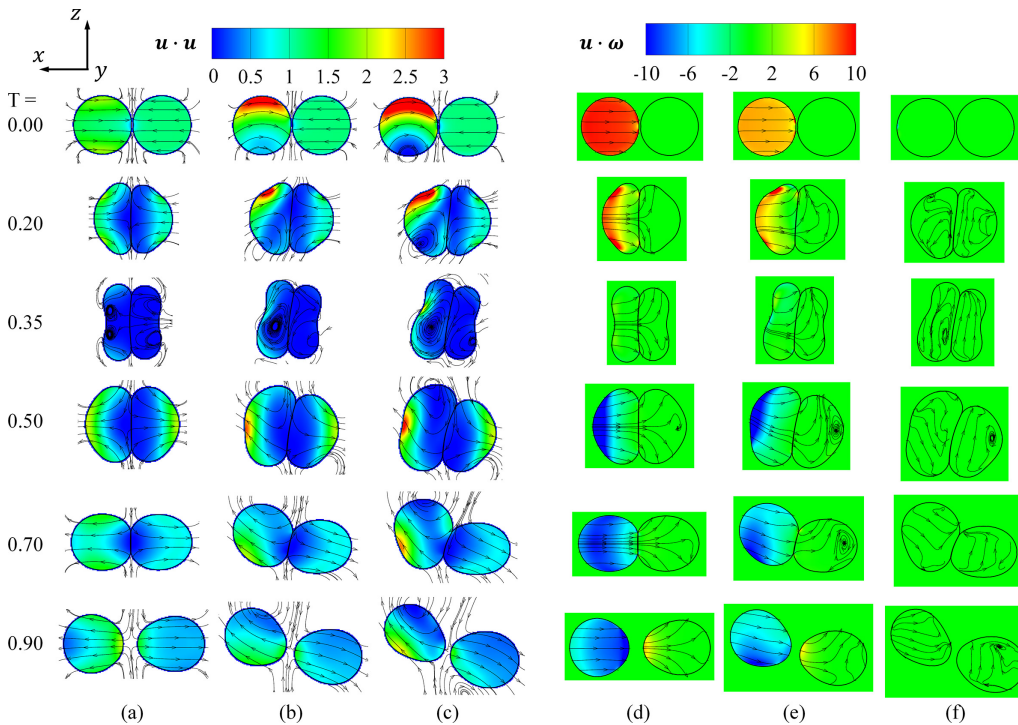 z
x
y
u · u
0 0.5 1 1.5 2 2.5 3
u · ω
-10 -6 -2 2 6 10
T =
0.00
0.20
0.35
0.50
0.70
0.90
(a) (b) (c) (d) (e) (f)